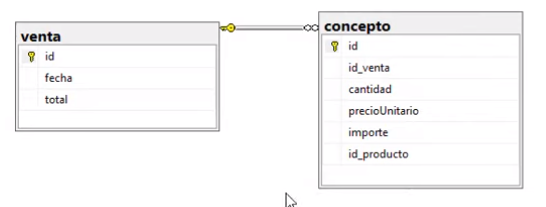 venta
id
fecha
total
concepto
id
id_venta
cantidad
precioUnitario
importe
id_producto